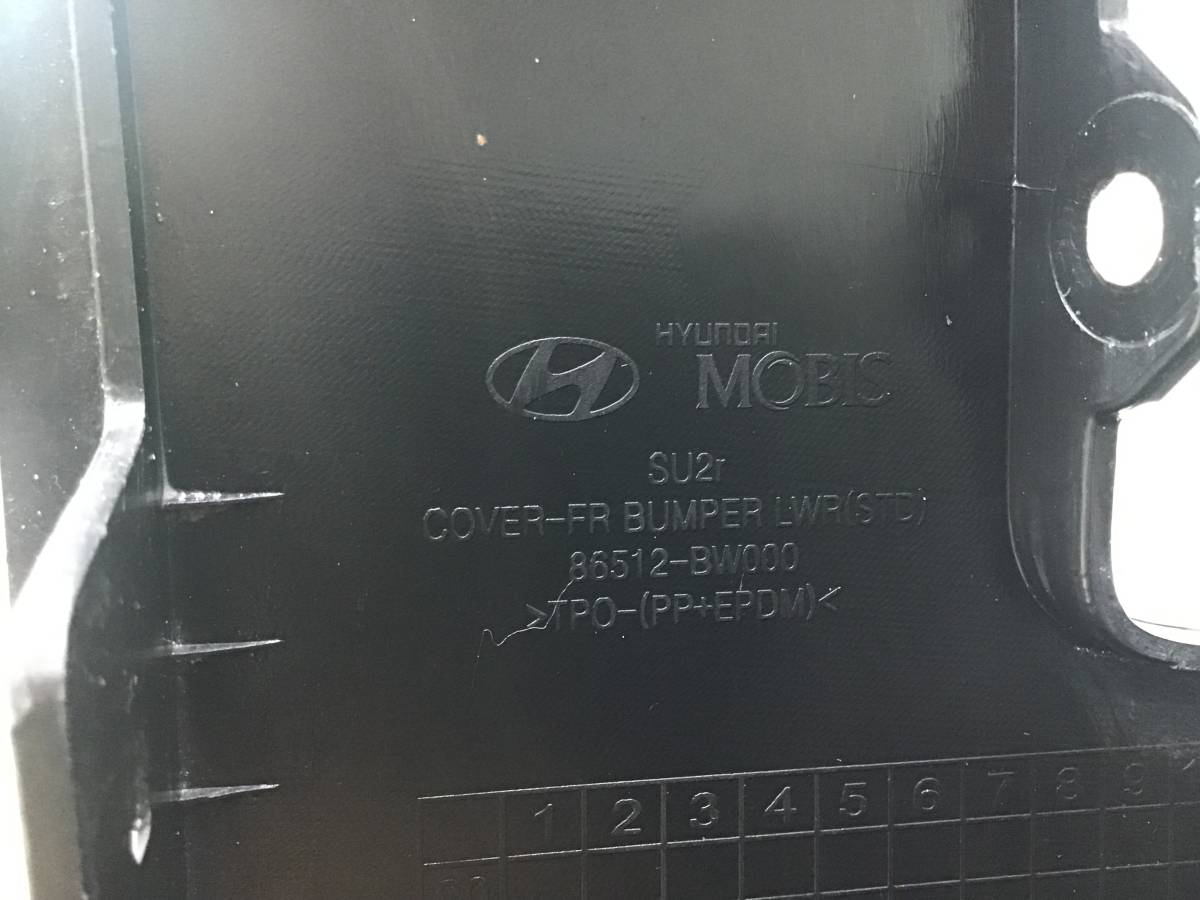 HYUNDAI
MOBIS
SU2r
COVER-FR BUMPER LWR(STD)
86512-BW000
>TPO-(PP+EPDM)<
1 2 3 4 5 6 7 8 9